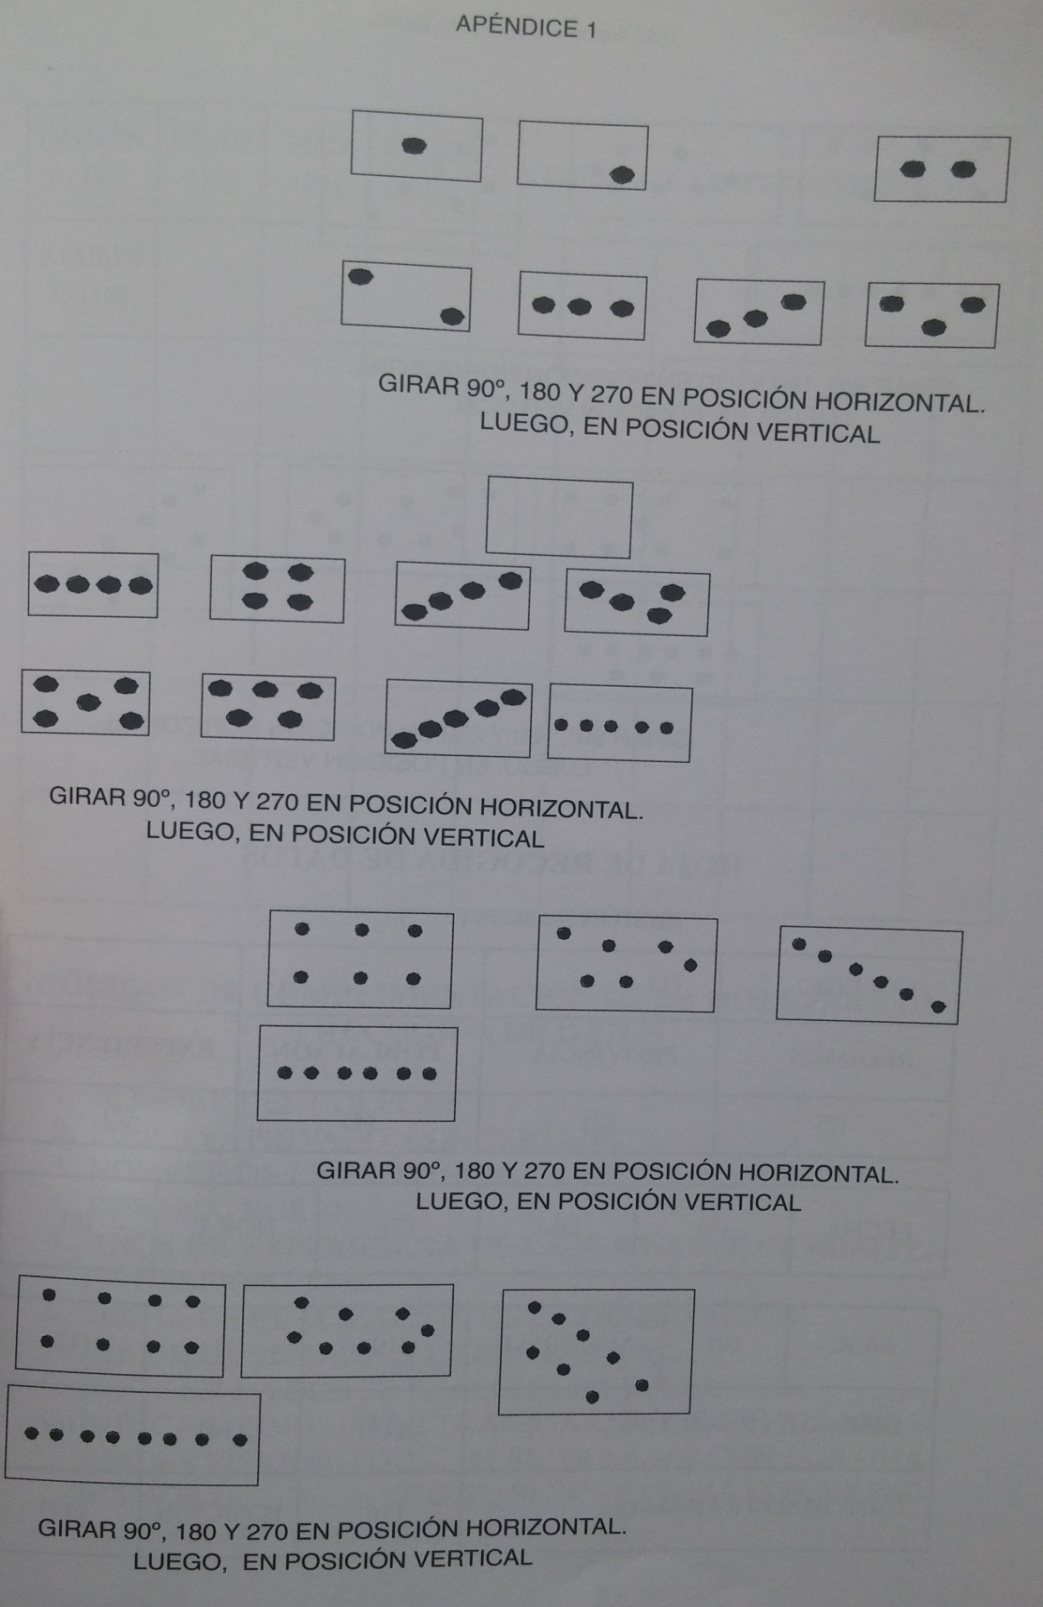 APÉNDICE 1
GIRAR 90º, 180 Y 270 EN POSICIÓN HORIZONTAL.
LUEGO, EN POSICIÓN VERTICAL
GIRAR 90º, 180 Y 270 EN POSICIÓN HORIZONTAL.
LUEGO, EN POSICIÓN VERTICAL
GIRAR 90º, 180 Y 270 EN POSICIÓN HORIZONTAL.
LUEGO, EN POSICIÓN VERTICAL
GIRAR 90º, 180 Y 270 EN POSICIÓN HORIZONTAL.
LUEGO, EN POSICIÓN VERTICAL